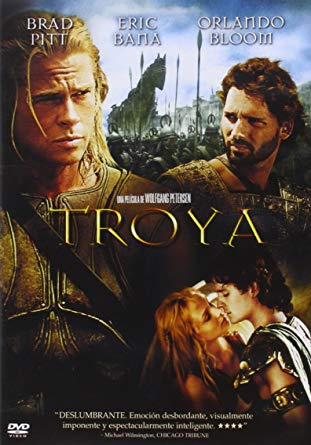 BRAD PITT
ERIC BANA
ORLANDO BLOOM
UNA PELÍCULA DE WOLFGANG PETERSEN
TROYA
"DESLUMBRANTE. Emoción desbordante, visualmente
imponente y espectacularmente inteligente. ★★★★"
-Michael Wilmington, CHICAGO TRIBUNE
DVD
VIDEO